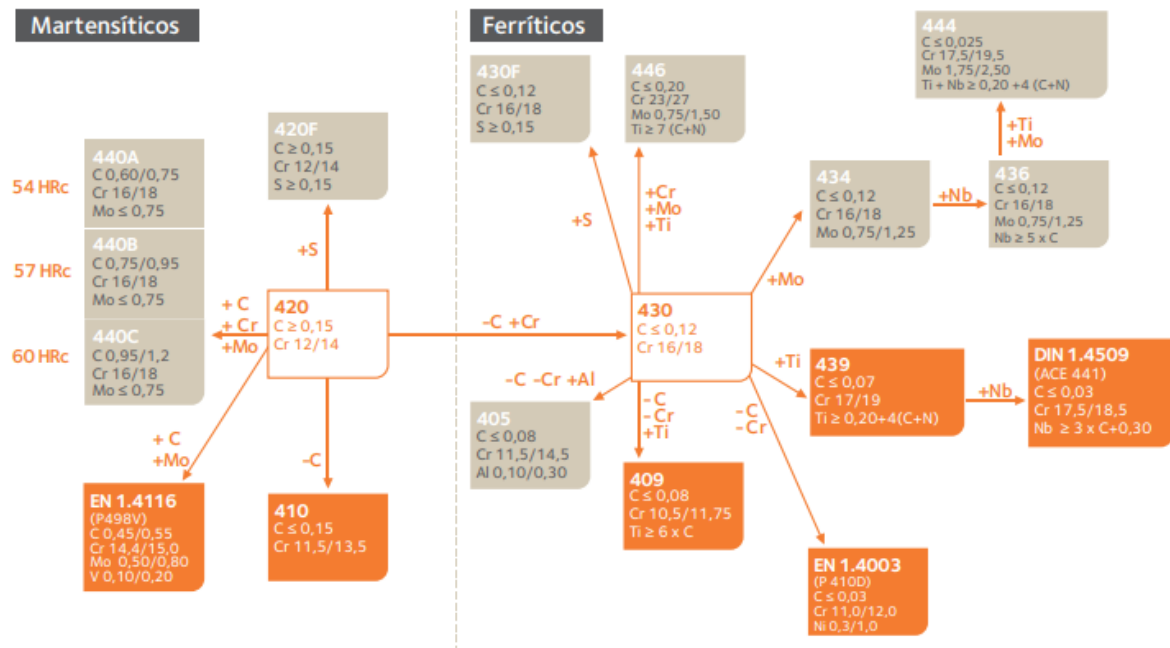 Martensíticos
54 HRc
440A
C 0,60/0,75
Cr 16/18
Mo ≤ 0,75
57 HRc
440B
C 0,75/0,95
Cr 16/18
Mo ≤ 0,75
60 HRc
440C
C 0,95/1,2
Cr 16/18
Mo ≤ 0,75
420F
C ≥ 0,15
Cr 12/14
S ≥ 0,15
+S
+ C
+ Cr
+Mo
420
C ≥ 0,15
Cr 12/14
+ C
+Mo
-C
EN 1.4116
(P498V)
C 0,45/0,55
Cr 14,4/15,0
Mo 0,50/0,80
V 0,10/0,20
410
C ≤ 0,15
Cr 11,5/13,5
-C +Cr
Ferríticos
430F
C ≤ 0,12
Cr 16/18
S ≥ 0,15
446
C ≤ 0,20
Cr 23/27
Mo 0,75/1,50
Ti ≥ 7 (C+N)
444
C ≤ 0,025
Cr 17,5/19,5
Mo 1,75/2,50
Ti + Nb ≥ 0,20 +4 (C+N)
+Ti
+Mo
434
C ≤ 0,12
Cr 16/18
Mo 0,75/1,25
+Nb
436
C ≤ 0,12
Cr 16/18
Mo 0,75/1,25
Nb ≥ 5 x C
+S
+Cr
+Mo
+Ti
+Mo
430
C ≤ 0,12
Cr 16/18
+Ti
439
C ≤ 0,07
Cr 17/19
Ti ≥ 0,20+4(C+N)
+Nb
DIN 1.4509
(ACE 441)
C ≤ 0,03
Cr 17,5/18,5
Nb ≥ 3 x C+0,30
-C -Cr +Al
405
C ≤ 0,08
Cr 11,5/14,5
Al 0,10/0,30
- C
- Cr
+Ti
409
C ≤ 0,08
Cr 10,5/11,75
Ti ≥ 6 x C
- C
- Cr
EN 1.4003
(P 410D)
C ≤ 0,03
Cr 11,0/12,0
Ni 0,3/1,0